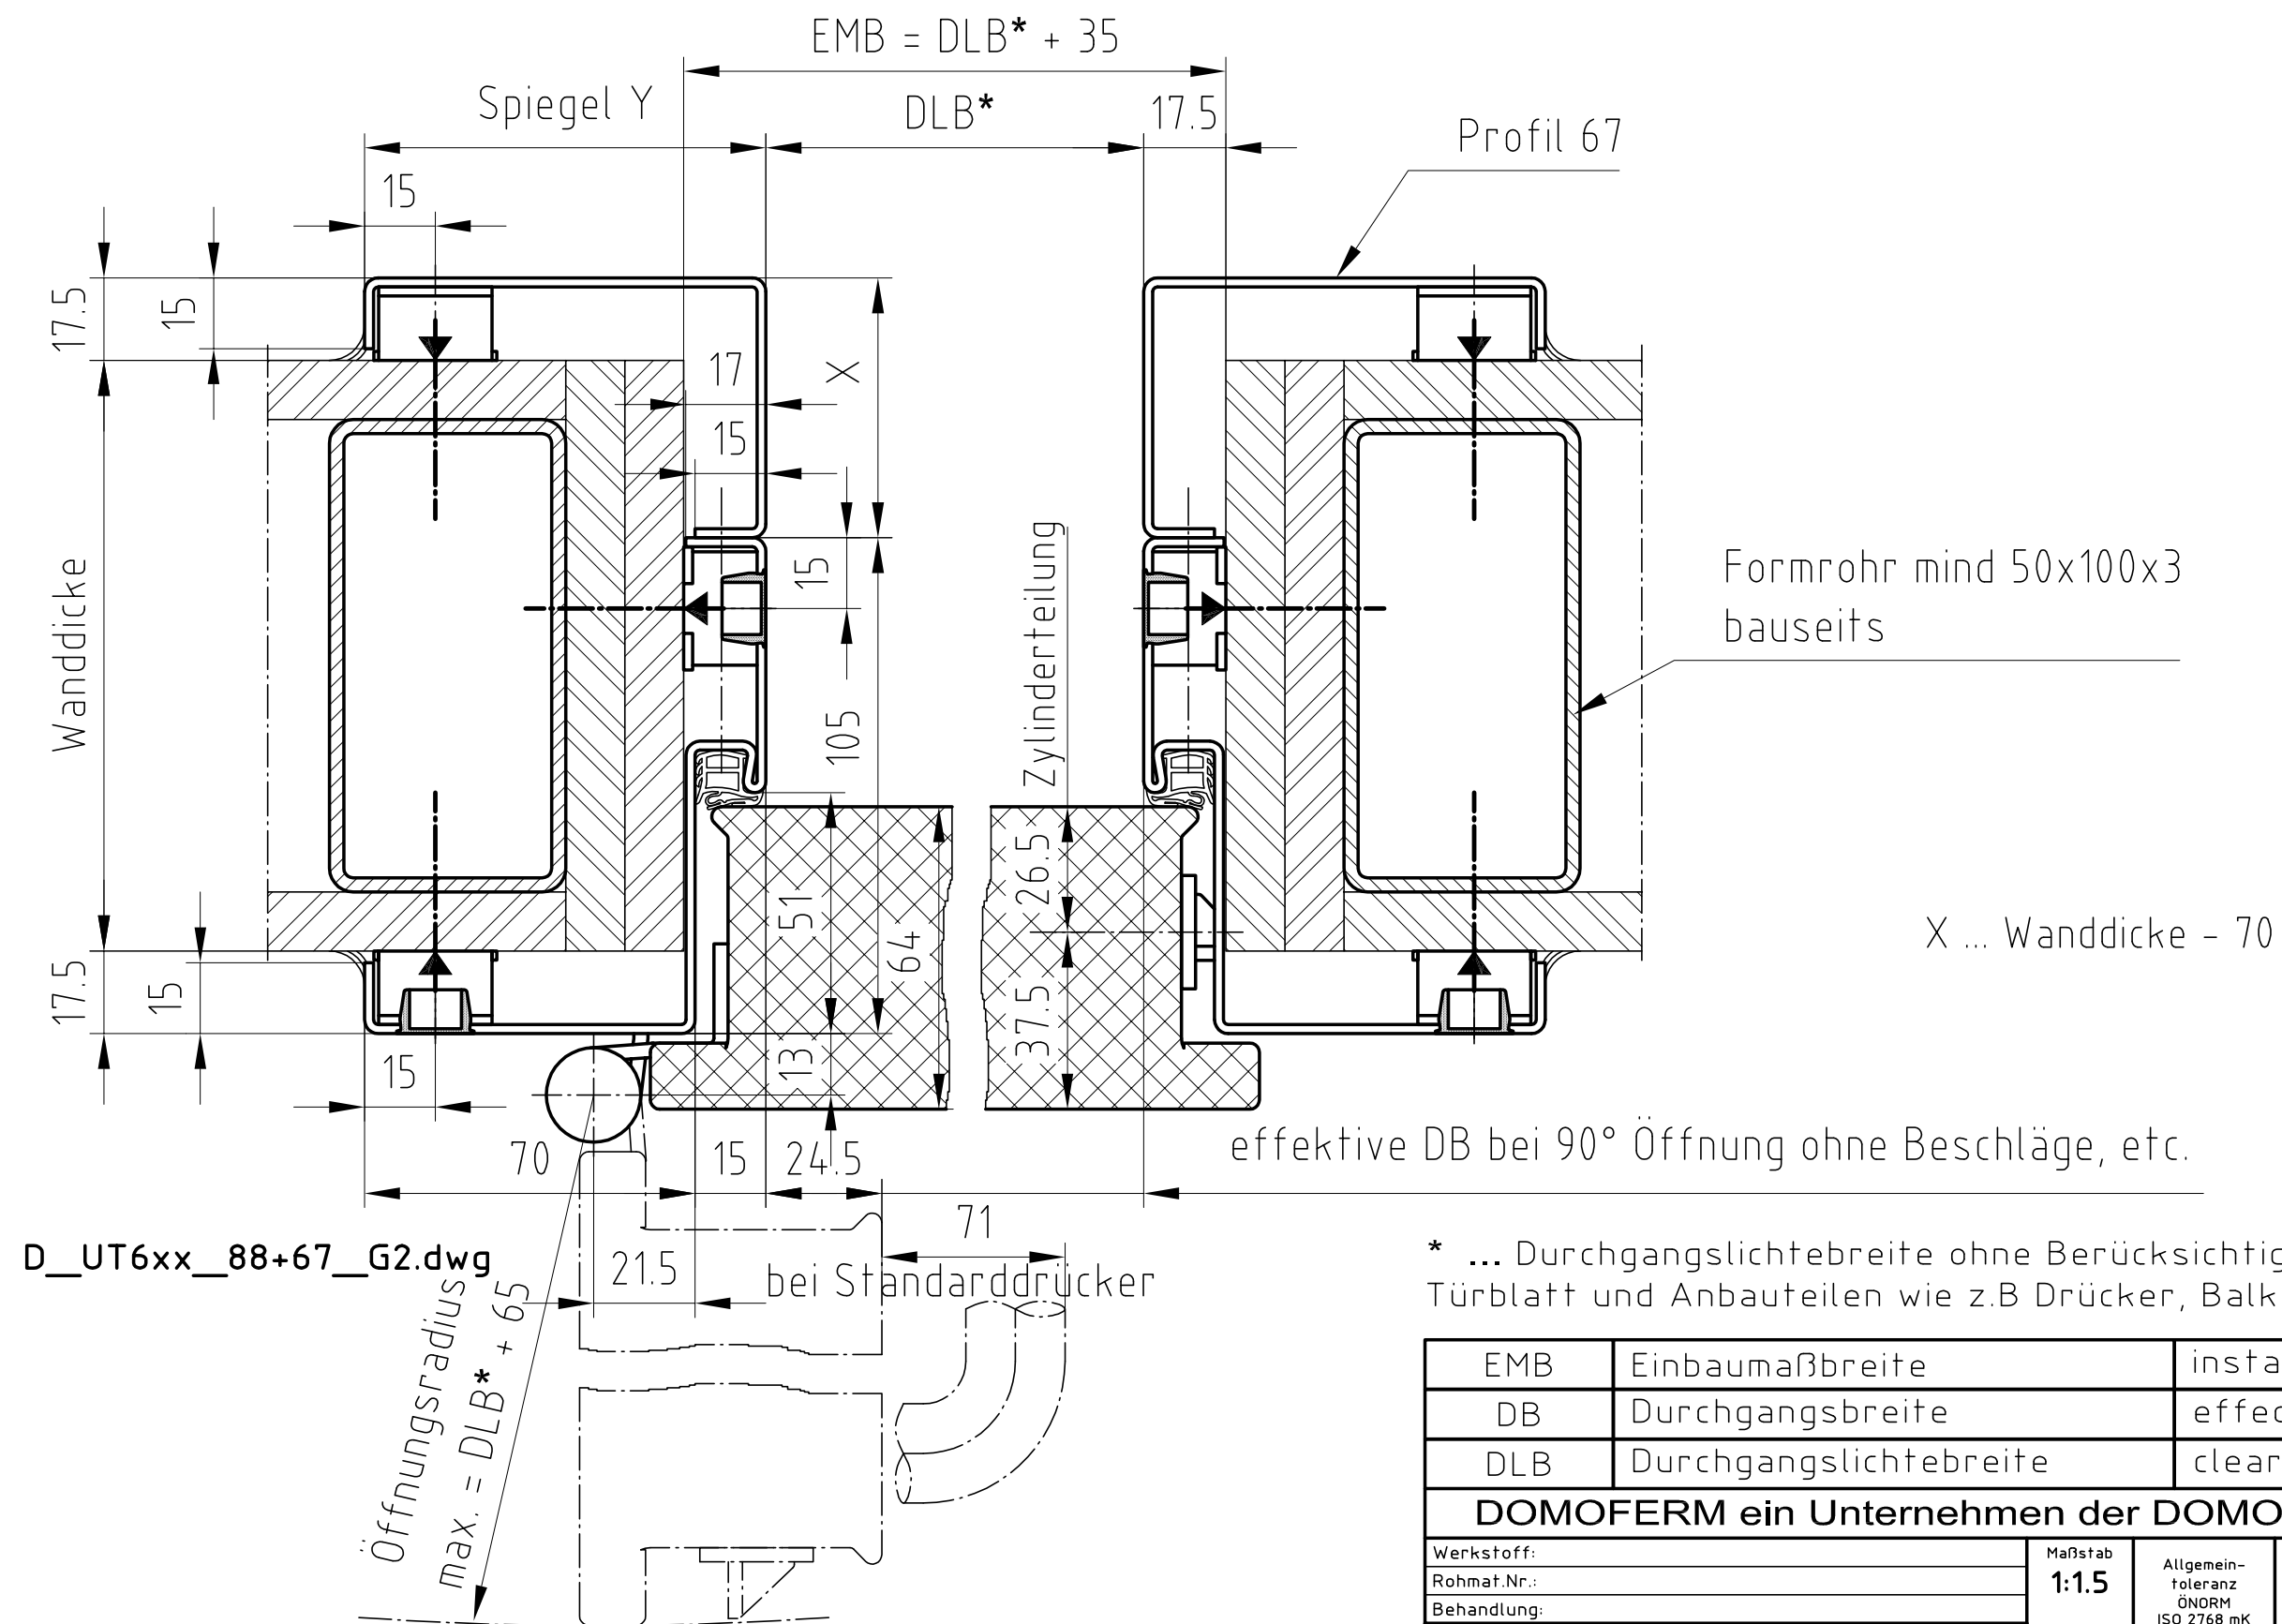 EMB = DLB* + 35
Spiegel Y
DLB*
17.5
Profil 67
15
17.5
15
17
X
15
15
Wanddicke
105
Zylinderteilung
Formrohr mind 50x100x3
bauseits
26.5
51
64
X ... Wanddicke - 70
17.5
15
37.5
13
15
70
15
24.5
effektive DB bei 90° Öffnung ohne Beschläge, etc.
71
D__UT6xx__88+67__G2.dwg
21.5
bei Standarddrücker
Öffnungsradius
max. = DLB* + 65
* ... Durchgangslichtebreite ohne Berücksichtig
Türblatt und Anbauteilen wie z.B Drücker, Balk
EMB Einbaumaßbreite insta
DB Durchgangsbreite effec
DLB Durchgangslichtebreite clear
DOMOFERM ein Unternehmen der DOMO
Werkstoff:
Rohmat.Nr.:
Behandlung:
Maßstab
1:1.5
Allgemein-
toleranz
ÖNORM
ISO 2768 mK